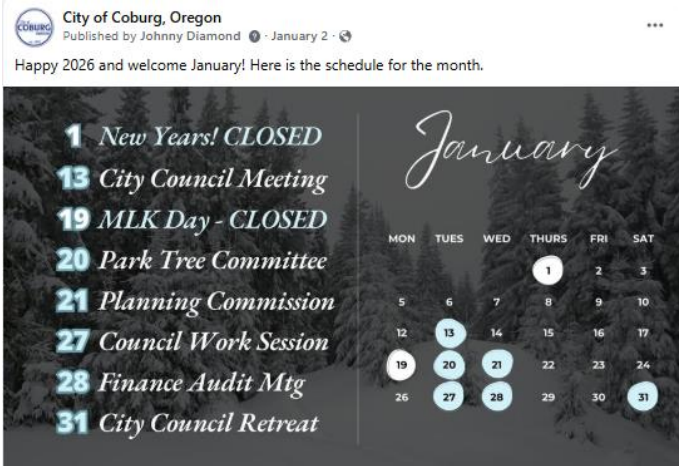 City of Coburg, Oregon
Published by Johnny Diamond · January 2 ·
Happy 2026 and welcome January! Here is the schedule for the month.
1 New Years! CLOSED
13 City Council Meeting
19 MLK Day - CLOSED
20 Park Tree Committee
21 Planning Commission
27 Council Work Session
28 Finance Audit Mtg
31 City Council Retreat
January
MON TUES WED THURS FRI SAT
1 2 3
5 6 7 8 9 10
12 13 14 15 16 17
19 20 21 22 23 24
26 27 28 29 30 31